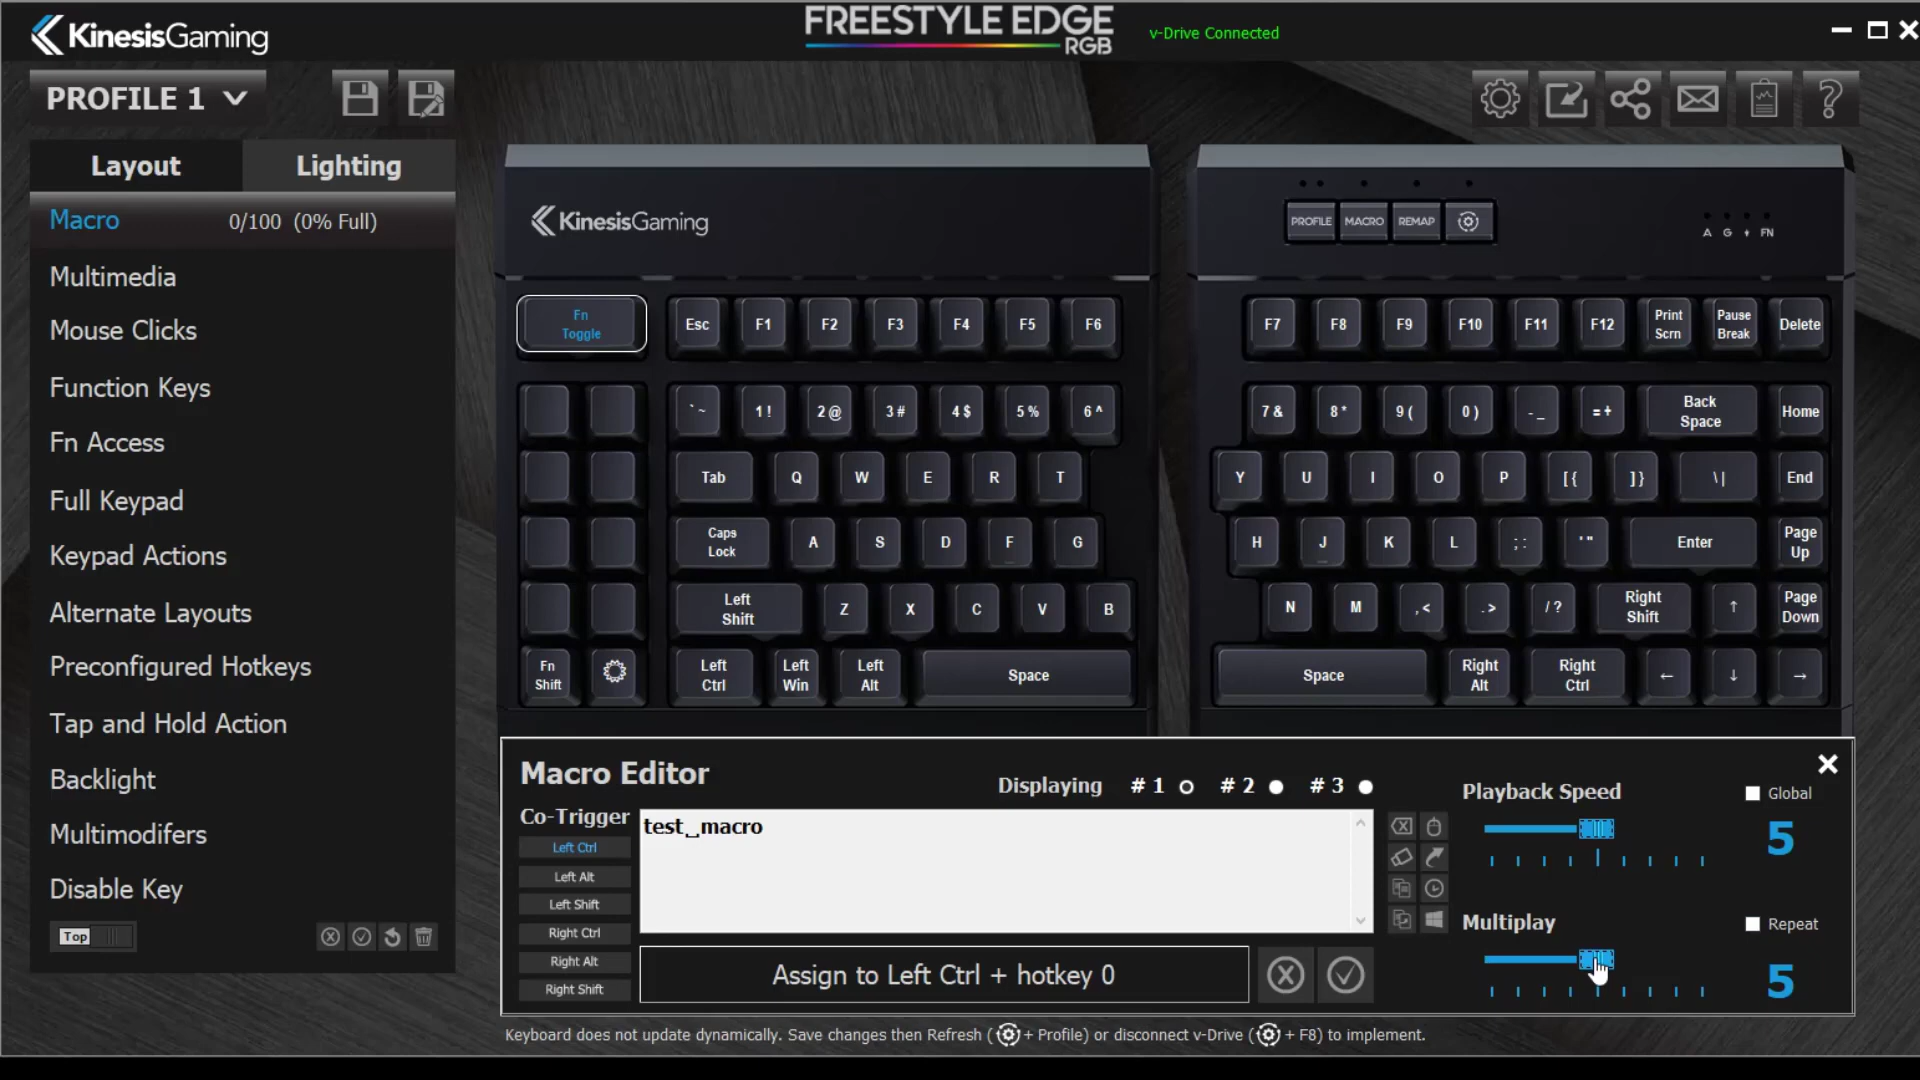 KinesisGaming
FREESTYLE EDGE
RGB
v-Drive Connected
PROFILE 1
Layout
Lighting
Macro 0/100 (0% Full)
Multimedia
Mouse Clicks
Function Keys
Fn Access
Full Keypad
Keypad Actions
Alternate Layouts
Preconfigured Hotkeys
Tap and Hold Action
Backlight
Multimodifers
Disable Key
Top
KinesisGaming
PROFILE MACRO REMAP
A G FN
Fn
Toggle
Esc F1 F2 F3 F4 F5 F6
F7 F8 F9 F10 F11 F12 Print
Scrn
Pause
Break
Delete
` ~ 1 ! 2 @ 3 # 4 $ 5 % 6 ^
7 & 8 * 9 ( 0 ) - _ = + Back
Space
Home
Tab Q W E R T
Y U I O P [ { ] } \ | End
Caps
Lock
A S D F G
H J K L ; : ' " Enter Page
Up
Left
Shift
Z X C V B
N M , < . > / ? Right
Shift
↑ Page
Down
Fn
Shift
Left
Ctrl
Left
Win
Left
Alt
Space
Space Right
Alt
Right
Ctrl
← ↓ →
Macro Editor
Displaying # 1 # 2 # 3
Co-Trigger
Left Ctrl
Left Alt
Left Shift
Right Ctrl
Right Alt
Right Shift
test_macro
Assign to Left Ctrl + hotkey 0
Playback Speed
Global
5
Multiplay
Repeat
5
Keyboard does not update dynamically. Save changes then Refresh ( + Profile) or disconnect v-Drive ( + F8) to implement.